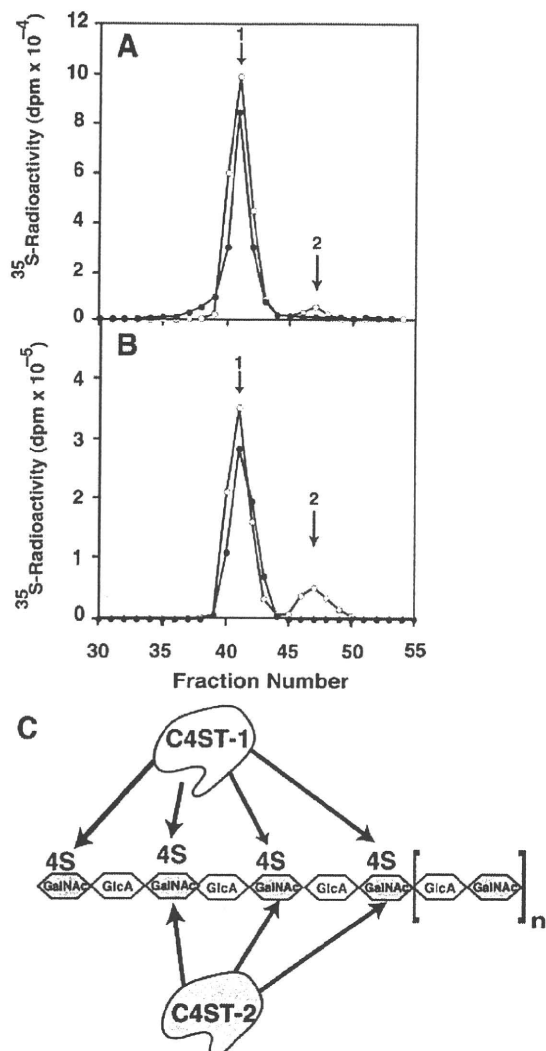 A
1
2
12
10
8
6
4
2
0
35S-Radioactivity (dpm x 10-4)
B
1
2
4
3
2
1
0
35S-Radioactivity (dpm x 10-5)
30 35 40 45 50 55
Fraction Number
C
C4ST-1
4S 4S 4S 4S
GalNAc GlcA GalNAc GlcA GalNAc GlcA GalNAc GlcA GalNAc n
C4ST-2